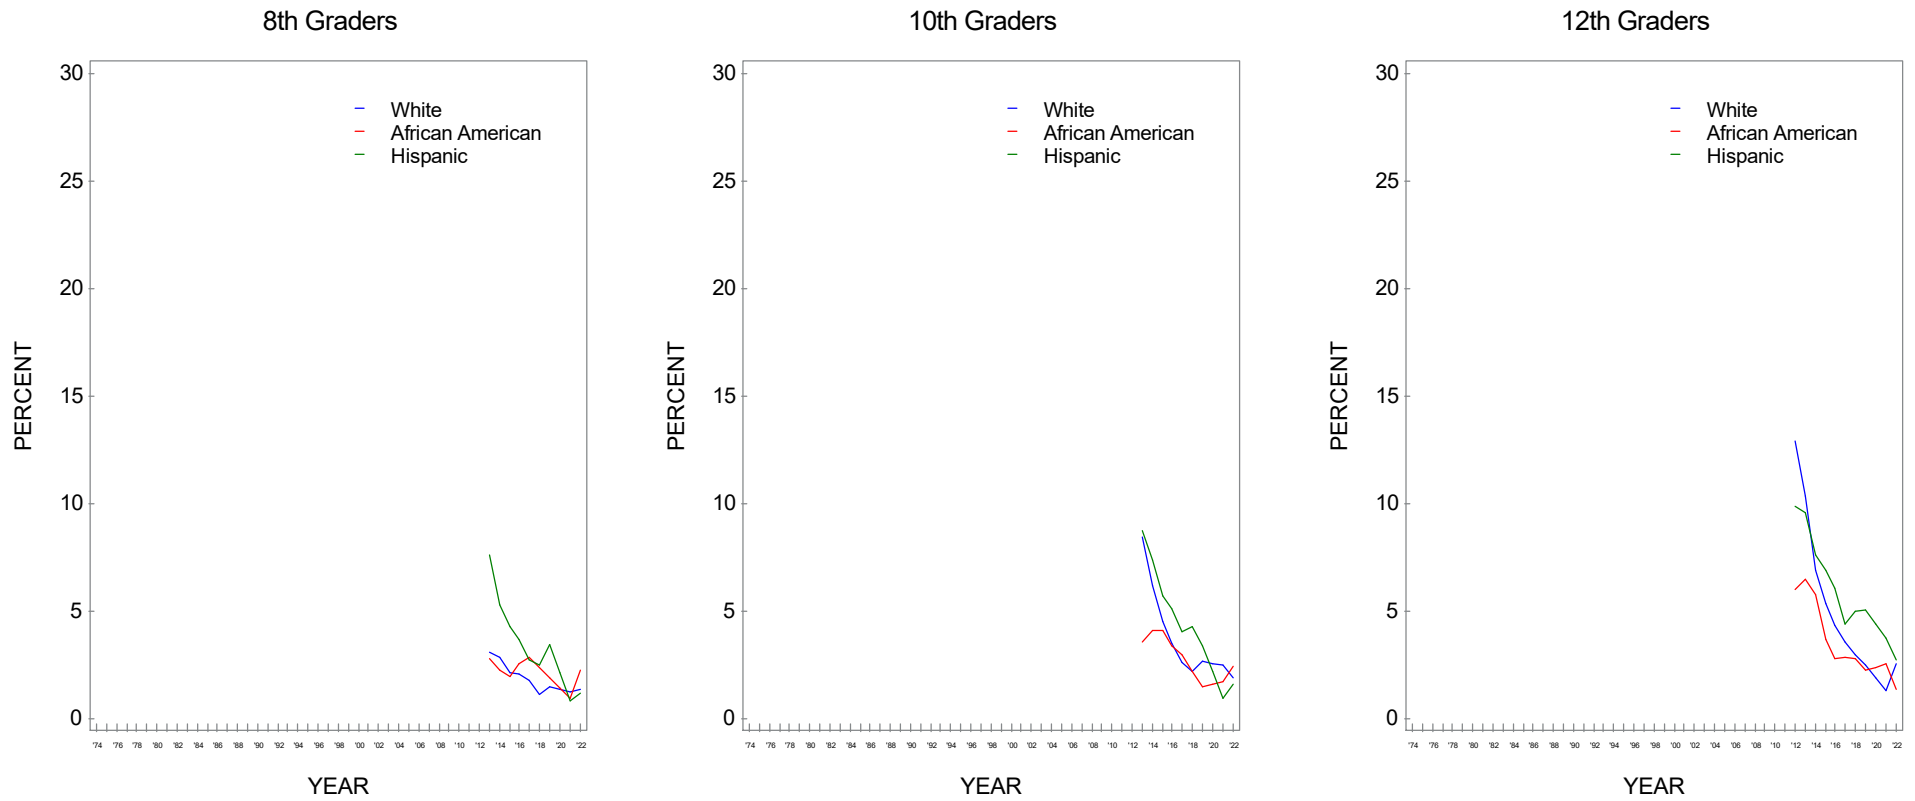 8th Graders
30
25
20
15
10
5
0
PERCENT
White
African American
Hispanic
'74 '76 '78 '80 '82 '84 '86 '88 '90 '92 '94 '96 '98 '00 '02 '04 '06 '08 '10 '12 '14 '16 '18 '20 '22
YEAR
10th Graders
30
25
20
15
10
5
0
PERCENT
White
African American
Hispanic
'74 '76 '78 '80 '82 '84 '86 '88 '90 '92 '94 '96 '98 '00 '02 '04 '06 '08 '10 '12 '14 '16 '18 '20 '22
YEAR
12th Graders
30
25
20
15
10
5
0
PERCENT
White
African American
Hispanic
'74 '76 '78 '80 '82 '84 '86 '88 '90 '92 '94 '96 '98 '00 '02 '04 '06 '08 '10 '12 '14 '16 '18 '20 '22
YEAR